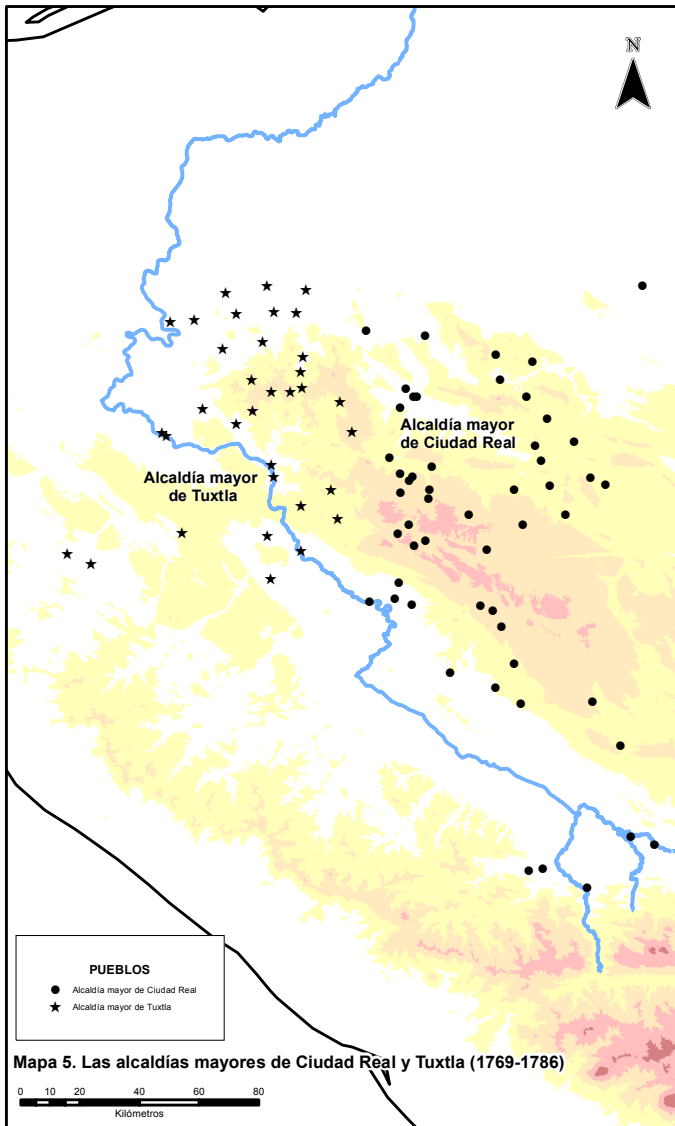 N
Alcaldía mayor
de Ciudad Real
Alcaldía mayor
de Tuxtla
PUEBLOS
Alcaldía mayor de Ciudad Real
Alcaldía mayor de Tuxtla
Mapa 5. Las alcaldías mayores de Ciudad Real y Tuxtla (1769-1786)
0 10 20 40 60 80
Kilómetros